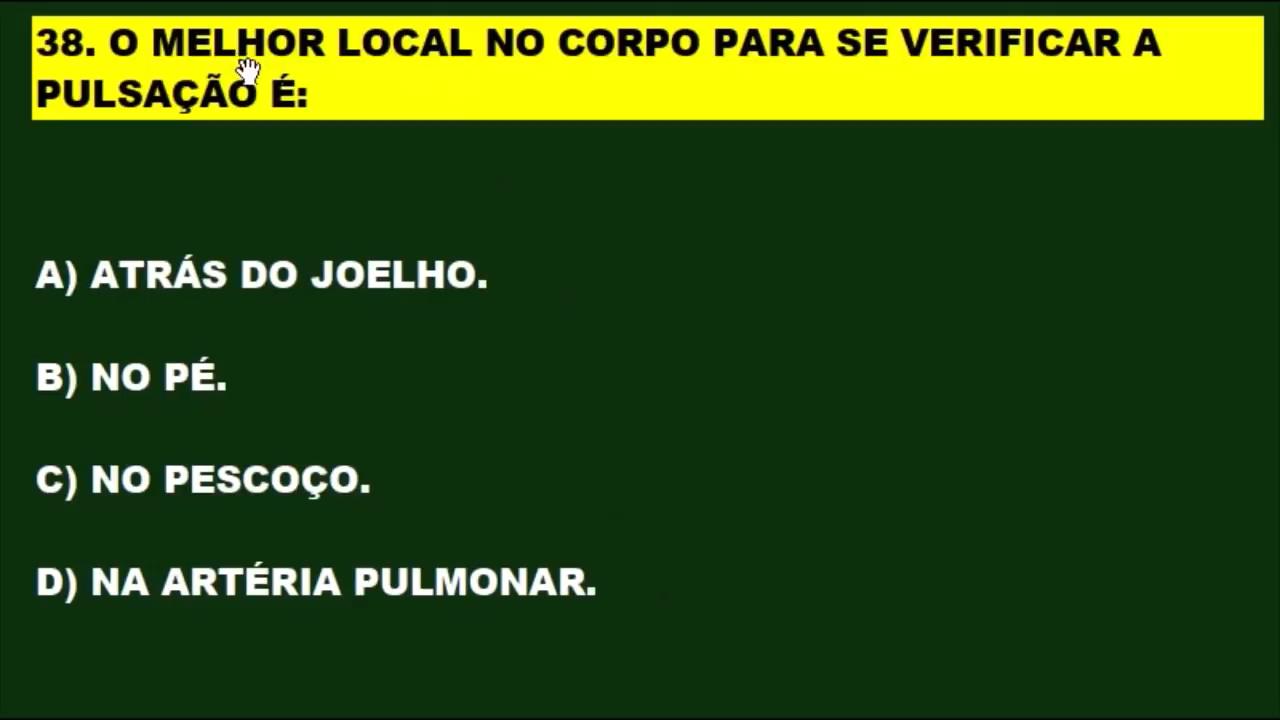 38. O MELHOR LOCAL NO CORPO PARA SE VERIFICAR A
PULSAÇÃO É:
A) ATRÁS DO JOELHO.
B) NO PÉ.
C) NO PESCOÇO.
D) NA ARTÉRIA PULMONAR.